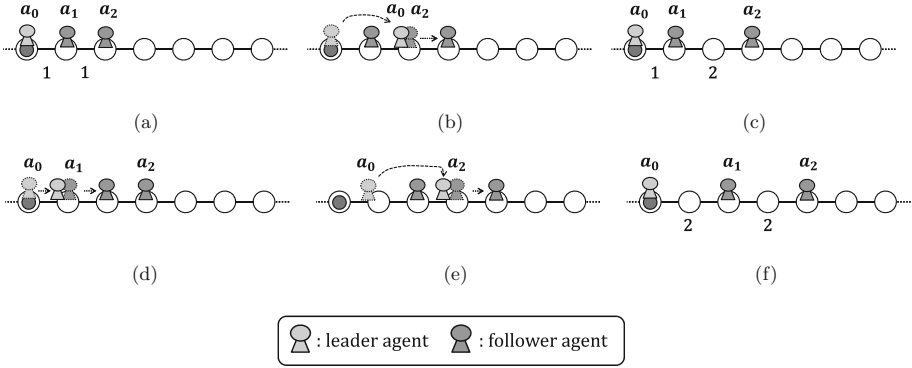 a0 a1 a2
1 1
(a)
a0 a2
(b)
a0 a1 a2
1 2
(c)
a0 a1 a2
(d)
a0 a2
(e)
a0 a1 a2
2 2
(f)
: leader agent : follower agent